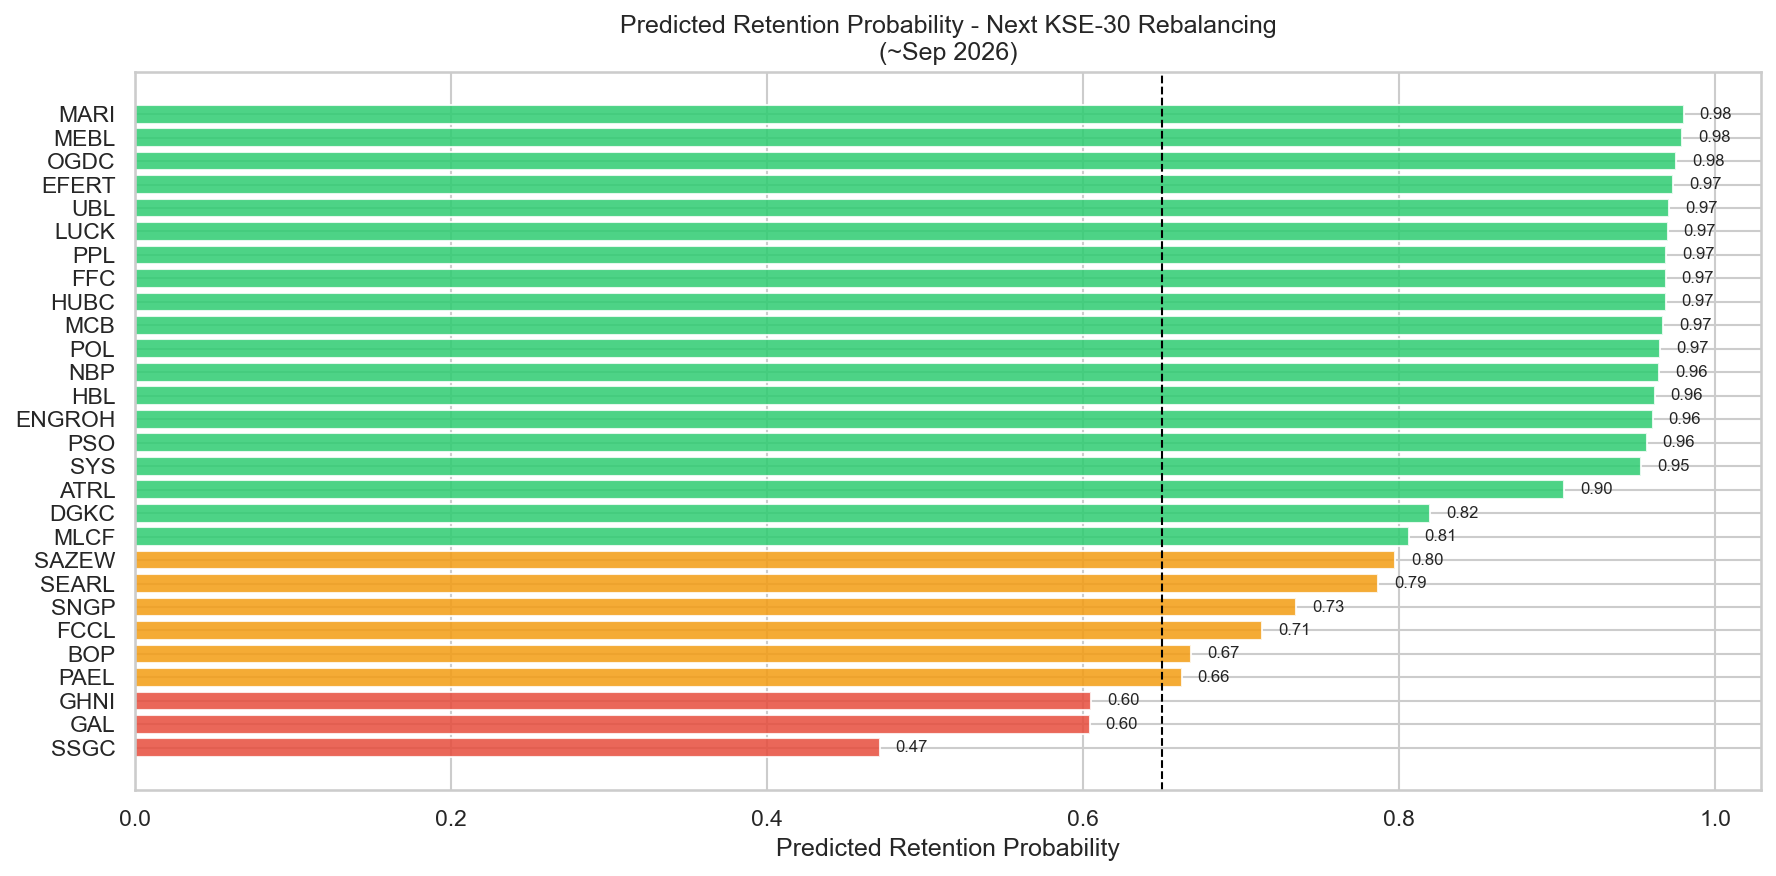 Predicted Retention Probability - Next KSE-30 Rebalancing
(~Sep 2026)
MARI 0.98
MEBL 0.98
OGDC 0.98
EFERT 0.97
UBL 0.97
LUCK 0.97
PPL 0.97
FFC 0.97
HUBC 0.97
MCB 0.97
POL 0.97
NBP 0.96
HBL 0.96
ENGROH 0.96
PSO 0.96
SYS 0.95
ATRL 0.90
DGKC 0.82
MLCF 0.81
SAZEW 0.80
SEARL 0.79
SNGP 0.73
FCCL 0.71
BOP 0.67
PAEL 0.66
GHNI 0.60
GAL 0.60
SSGC 0.47
0.0 0.2 0.4 0.6 0.8 1.0
Predicted Retention Probability